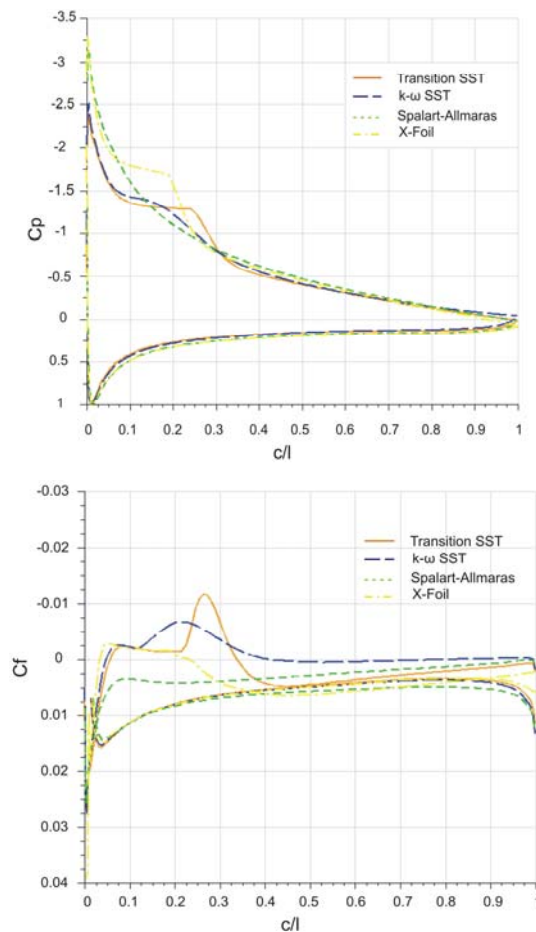 -3.5
-3
-2.5
-2
-1.5
-1
-0.5
0
0.5
1
Cp
Transition SST
k-ω SST
Spalart-Allmaras
X-Foil
0 0.1 0.2 0.3 0.4 0.5 0.6 0.7 0.8 0.9 1
c/l
-0.03
-0.02
-0.01
0
0.01
0.02
0.03
0.04
Cf
Transition SST
k-ω SST
Spalart-Allmaras
X-Foil
0 0.1 0.2 0.3 0.4 0.5 0.6 0.7 0.8 0.9 1
c/l